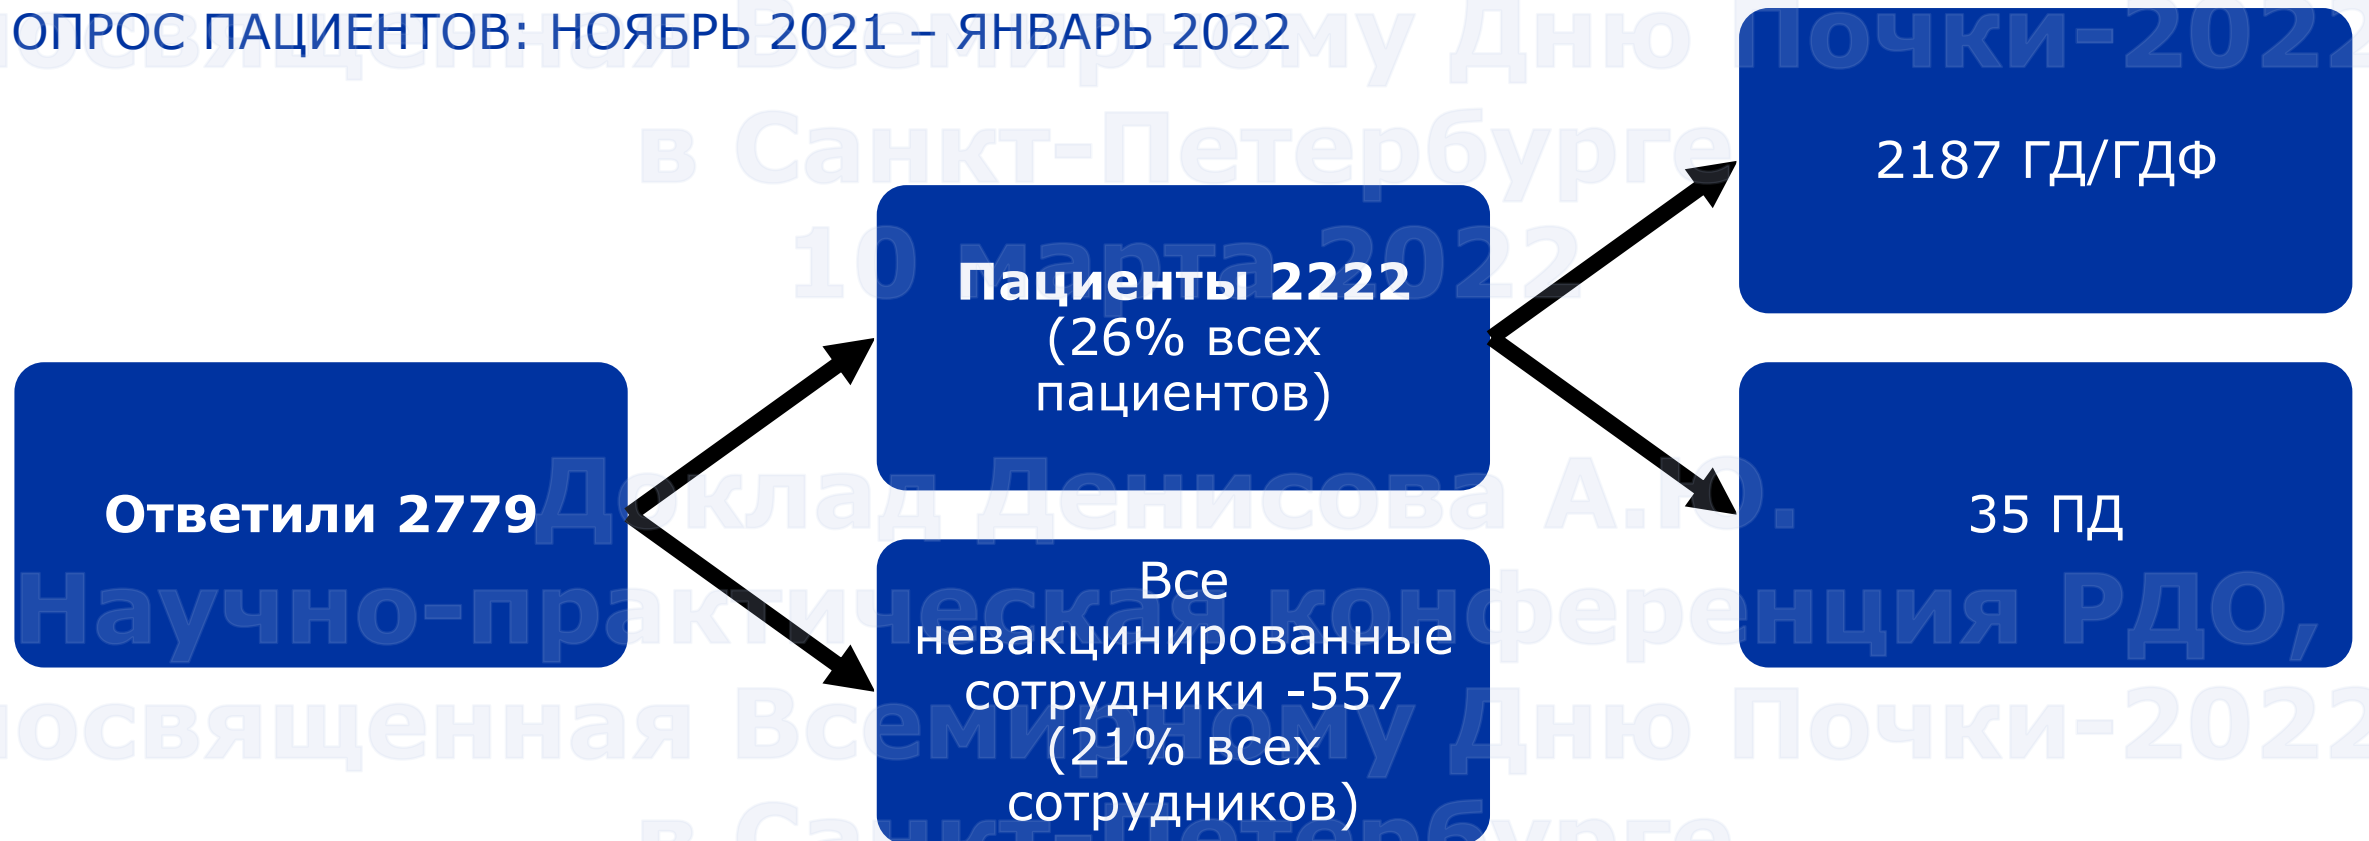 ОПРОС ПАЦИЕНТОВ: НОЯБРЬ 2021 – ЯНВАРЬ 2022
Ответили 2779
Пациенты 2222
(26% всех
пациентов)
Все
невакцинированные
сотрудники -557
(21% всех
сотрудников)
2187 ГД/ГДФ
35 ПД
посвященная Всемирному Дню Почки-2022
в Санкт-Петербурге
10 марта 2022
Доклад Денисова А.Ю.
Научно-практическая конференция РДО,
посвященная Всемирному Дню Почки-2022
в Санкт-Петербурге